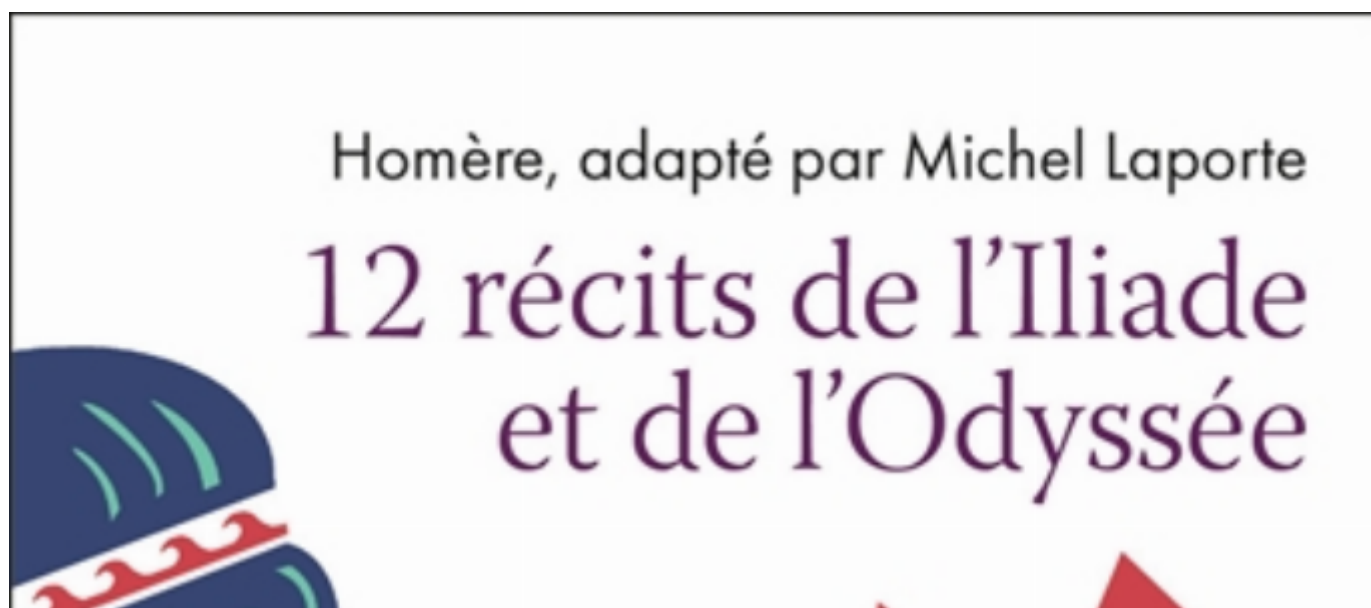 Homère, adapté par Michel Laporte
12 récits de l’Iliade
et de l’Odyssée